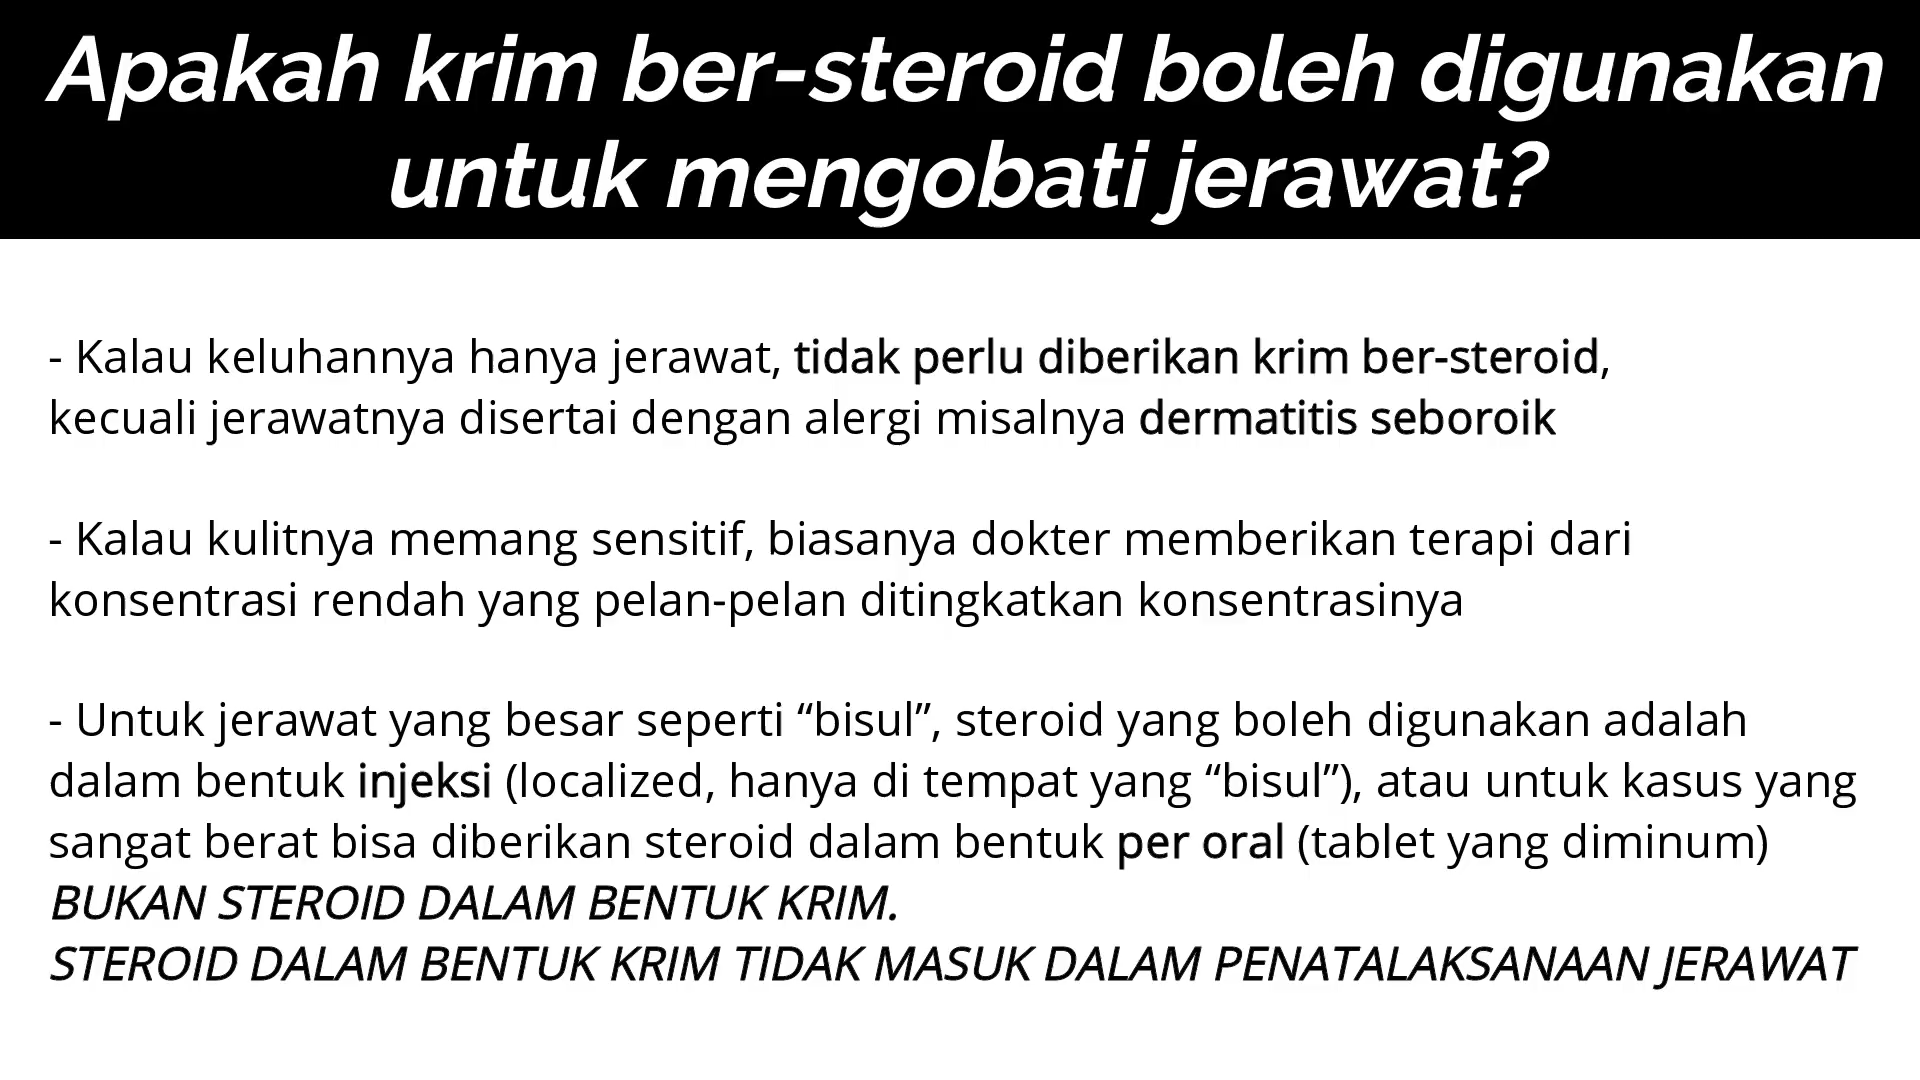 Apakah krim ber-steroid boleh digunakan
untuk mengobati jerawat?
- Kalau keluhannya hanya jerawat, tidak perlu diberikan krim ber-steroid,
kecuali jerawatnya disertai dengan alergi misalnya dermatitis seboroik
- Kalau kulitnya memang sensitif, biasanya dokter memberikan terapi dari
konsentrasi rendah yang pelan-pelan ditingkatkan konsentrasinya
- Untuk jerawat yang besar seperti “bisul”, steroid yang boleh digunakan adalah
dalam bentuk injeksi (localized, hanya di tempat yang “bisul”), atau untuk kasus yang
sangat berat bisa diberikan steroid dalam bentuk per oral (tablet yang diminum)
BUKAN STEROID DALAM BENTUK KRIM.
STEROID DALAM BENTUK KRIM TIDAK MASUK DALAM PENATALAKSANAAN JERAWAT